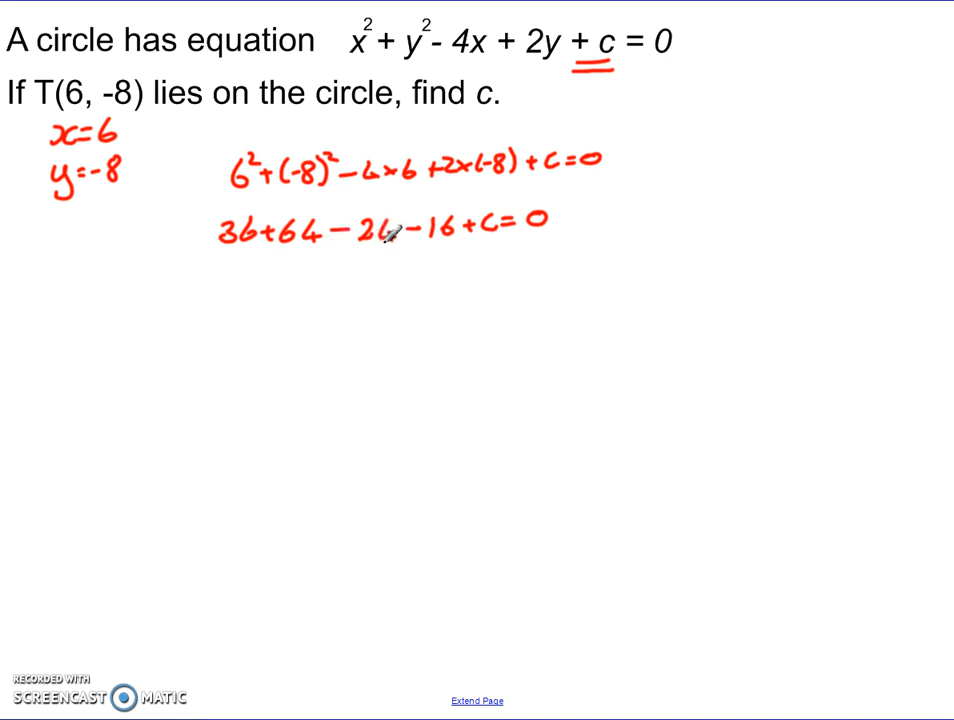 A circle has equation x² + y² - 4x + 2y + c = 0
If T(6, -8) lies on the circle, find c.
x=6
y=-8
6²+(-8)² - 4×6 +2×(-8) + c = 0
36+64 - 24 - 16 + c = 0
RECORDED WITH
SCREENCAST MATIC
Extend Page